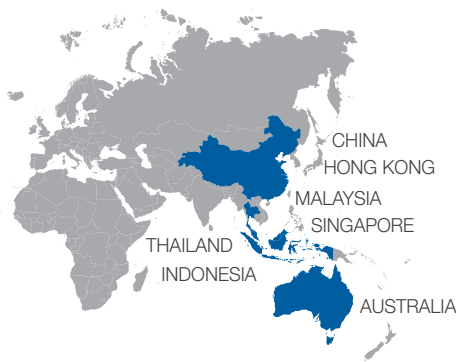 CHINA
HONG KONG
MALAYSIA
SINGAPORE
THAILAND
INDONESIA
AUSTRALIA